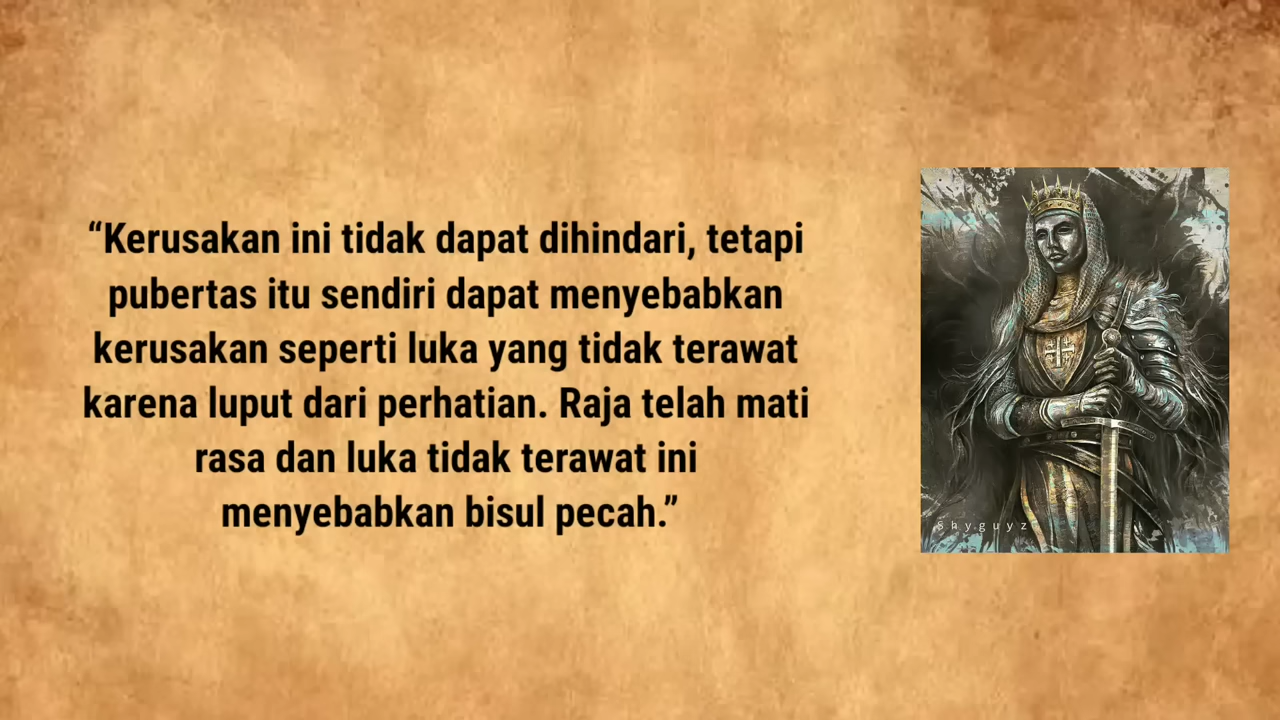 “Kerusakan ini tidak dapat dihindari, tetapi
pubertas itu sendiri dapat menyebabkan
kerusakan seperti luka yang tidak terawat
karena luput dari perhatian. Raja telah mati
rasa dan luka tidak terawat ini
menyebabkan bisul pecah.”
Shyguyz